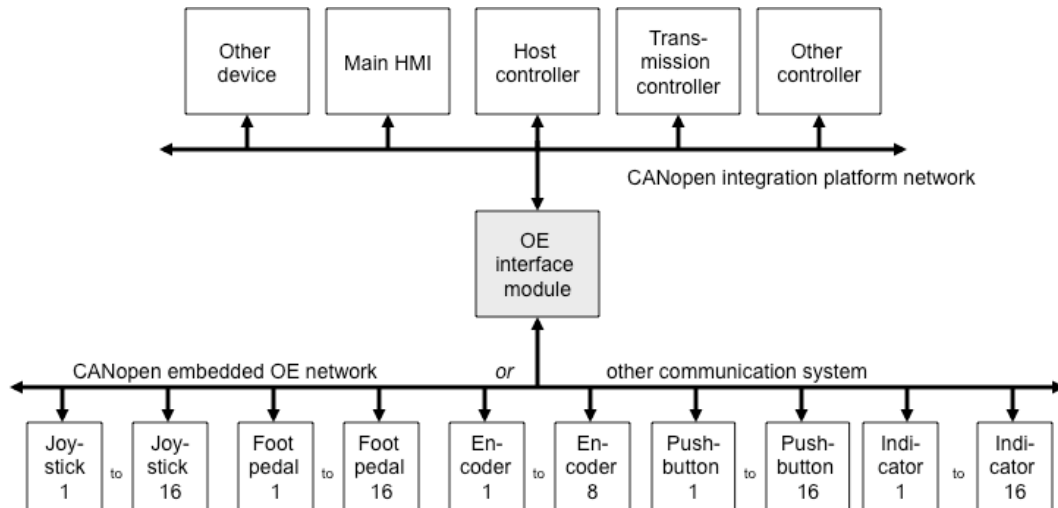 Other
device
Main HMI
Host
controller
Trans-
mission
controller
Other
controller
CANopen integration platform network
OE
interface
module
CANopen embedded OE network or other communication system
Joy-
stick
1
to
Joy-
stick
16
Foot
pedal
1
to
Foot
pedal
16
En-
coder
1
to
En-
coder
8
Push-
button
1
to
Push-
button
16
Indi-
cator
1
to
Indi-
cator
16